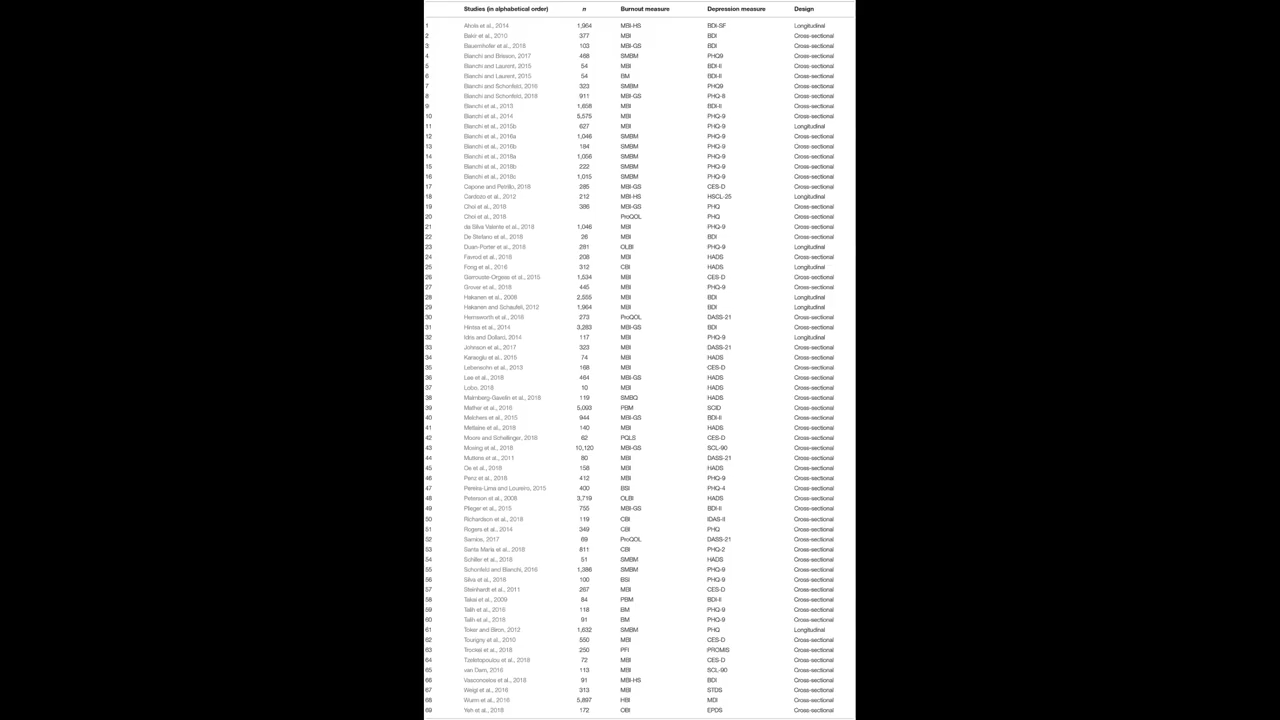 Studies (in alphabetical order) n Burnout measure Depression measure Design
1 Ahola et al., 2014 1,964 MBI-HS BDI-SF Longitudinal
2 Bakir et al., 2010 377 MBI BDI Cross-sectional
3 Bauernhofer et al., 2018 103 MBI-GS BDI Cross-sectional
4 Bianchi and Brisson, 2017 468 SMBM PHQ9 Cross-sectional
5 Bianchi and Laurent, 2015 54 MBI BDI-II Cross-sectional
6 Bianchi and Laurent, 2015 54 BM BDI-II Cross-sectional
7 Bianchi and Schonfeld, 2016 323 SMBM PHQ9 Cross-sectional
8 Bianchi and Schonfeld, 2018 911 MBI-GS PHQ-8 Cross-sectional
9 Bianchi et al., 2013 1,658 MBI BDI-II Cross-sectional
10 Bianchi et al., 2014 5,575 MBI PHQ-9 Cross-sectional
11 Bianchi et al., 2015b 627 MBI PHQ-9 Longitudinal
12 Bianchi et al., 2016a 1,046 SMBM PHQ-9 Cross-sectional
13 Bianchi et al., 2016b 184 SMBM PHQ-9 Cross-sectional
14 Bianchi et al., 2018a 1,056 SMBM PHQ-9 Cross-sectional
15 Bianchi et al., 2018b 222 SMBM PHQ-9 Cross-sectional
16 Bianchi et al., 2018c 1,015 SMBM PHQ-9 Cross-sectional
17 Capone and Petrillo, 2018 285 MBI-GS CES-D Cross-sectional
18 Cardozo et al., 2012 212 MBI-HS HSCL-25 Longitudinal
19 Choi et al., 2018 386 MBI-GS PHQ Cross-sectional
20 Choi et al., 2018 ProQOL PHQ Cross-sectional
21 da Silva Valente et al., 2018 1,046 MBI PHQ-9 Cross-sectional
22 De Stefano et al., 2018 26 MBI BDI Cross-sectional
23 Duan-Porter et al., 2018 281 OLBI PHQ-9 Longitudinal
24 Favrod et al., 2018 208 MBI HADS Cross-sectional
25 Fong et al., 2016 312 CBI HADS Longitudinal
26 Garrouste-Orgeas et al., 2015 1,534 MBI CES-D Cross-sectional
27 Grover et al., 2018 445 MBI PHQ-9 Cross-sectional
28 Hakanen et al., 2008 2,555 MBI BDI Longitudinal
29 Hakanen and Schaufeli, 2012 1,964 MBI BDI Longitudinal
30 Hemsworth et al., 2018 273 ProQOL DASS-21 Cross-sectional
31 Hintsa et al., 2014 3,283 MBI-GS BDI Cross-sectional
32 Idris and Dollard, 2014 117 MBI PHQ-9 Longitudinal
33 Johnson et al., 2017 323 MBI DASS-21 Cross-sectional
34 Karaoglu et al., 2015 74 MBI HADS Cross-sectional
35 Lebensohn et al., 2013 168 MBI CES-D Cross-sectional
36 Lee et al., 2018 464 MBI-GS HADS Cross-sectional
37 Lobo, 2018 10 MBI HADS Cross-sectional
38 Malmberg-Gavelin et al., 2018 119 SMBQ HADS Cross-sectional
39 Mather et al., 2016 5,093 PBM SCID Cross-sectional
40 Melchers et al., 2015 944 MBI-GS BDI-II Cross-sectional
41 Metlaine et al., 2018 140 MBI HADS Cross-sectional
42 Moore and Schellinger, 2018 62 PQLS CES-D Cross-sectional
43 et al., 2018 10,120 MBI-GS SCL-90 Cross-sectional
44 Mutkins et al., 2011 80 MBI DASS-21 Cross-sectional
45 Oe et al., 2018 158 MBI HADS Cross-sectional
46 Penz et al., 2018 412 MBI PHQ-9 Cross-sectional
47 Pereira-Lima and Loureiro, 2015 400 BSI PHQ-4 Cross-sectional
48 Peterson et al., 2008 3,719 OLBI HADS Cross-sectional
49 Plieger et al., 2015 755 MBI-GS BDI-II Cross-sectional
50 Richardson et al., 2018 119 CBI IDAS-II Cross-sectional
51 Rogers et al., 2014 349 CBI PHQ Cross-sectional
52 Samios, 2017 69 ProQOL DASS-21 Cross-sectional
53 Santa Maria et al., 2018 811 CBI PHQ-2 Cross-sectional
54 Schiller et al., 2018 51 SMBM HADS Cross-sectional
55 Schonfeld and Bianchi, 2016 1,386 SMBM PHQ-9 Cross-sectional
56 Silva et al., 2018 100 BSI PHQ-9 Cross-sectional
57 Steinhardt et al., 2011 267 MBI CES-D Cross-sectional
58 Takai et al., 2009 84 PBM BDI-II Cross-sectional
59 Talih et al., 2016 118 BM PHQ-9 Cross-sectional
60 Talih et al., 2018 91 BM PHQ-9 Cross-sectional
61 Toker and Biron, 2012 1,632 SMBM PHQ Longitudinal
62 Tourigny et al., 2010 550 MBI CES-D Cross-sectional
63 Trockel et al., 2018 250 PFI PROMIS Cross-sectional
64 Tzeletopoulou et al., 2018 72 MBI CES-D Cross-sectional
65 van Dam, 2016 113 MBI SCL-90 Cross-sectional
66 Vasconcelos et al., 2018 91 MBI-HS BDI Cross-sectional
67 Weigl et al., 2016 313 MBI STDS Cross-sectional
68 Wurm et al., 2016 5,897 HBI MDI Cross-sectional
69 Yeh et al., 2018 172 OBI EPDS Cross-sectional